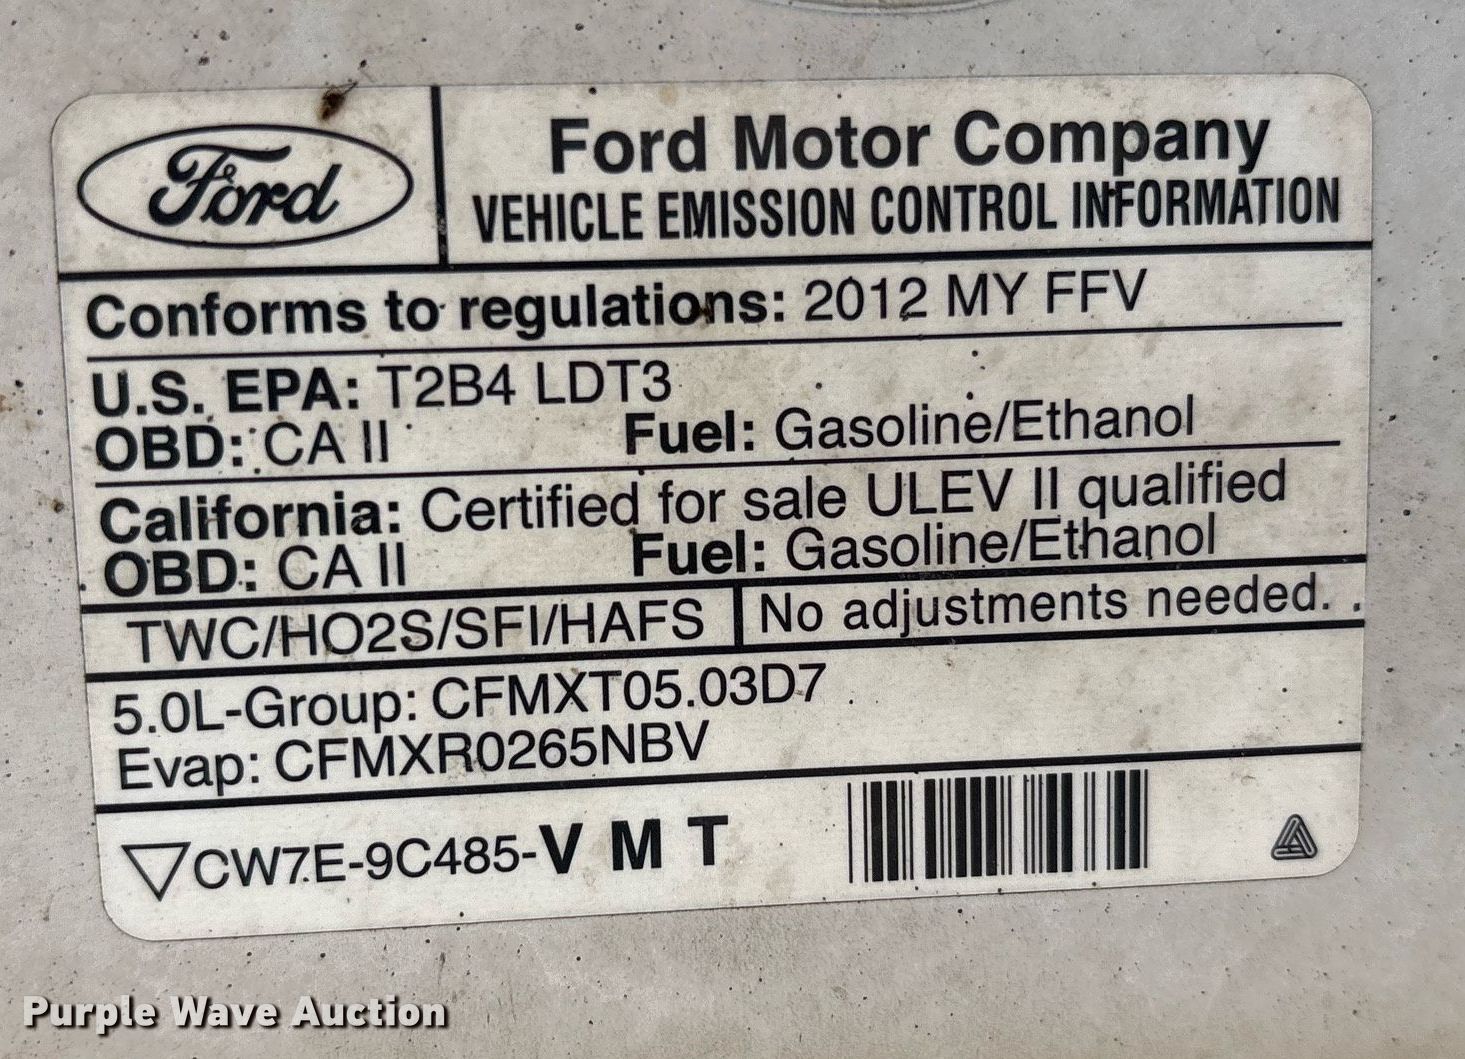 Ford
Ford Motor Company
VEHICLE EMISSION CONTROL INFORMATION
Conforms to regulations: 2012 MY FFV
U.S. EPA: T2B4 LDT3
OBD: CA II Fuel: Gasoline/Ethanol
California: Certified for sale ULEV II qualified
OBD: CA II Fuel: Gasoline/Ethanol
TWC/HO2S/SFI/HAFS No adjustments needed.
5.0L-Group: CFMXT05.03D7
Evap: CFMXR0265NBV
CW7E-9C485-V M T
Purple Wave Auction